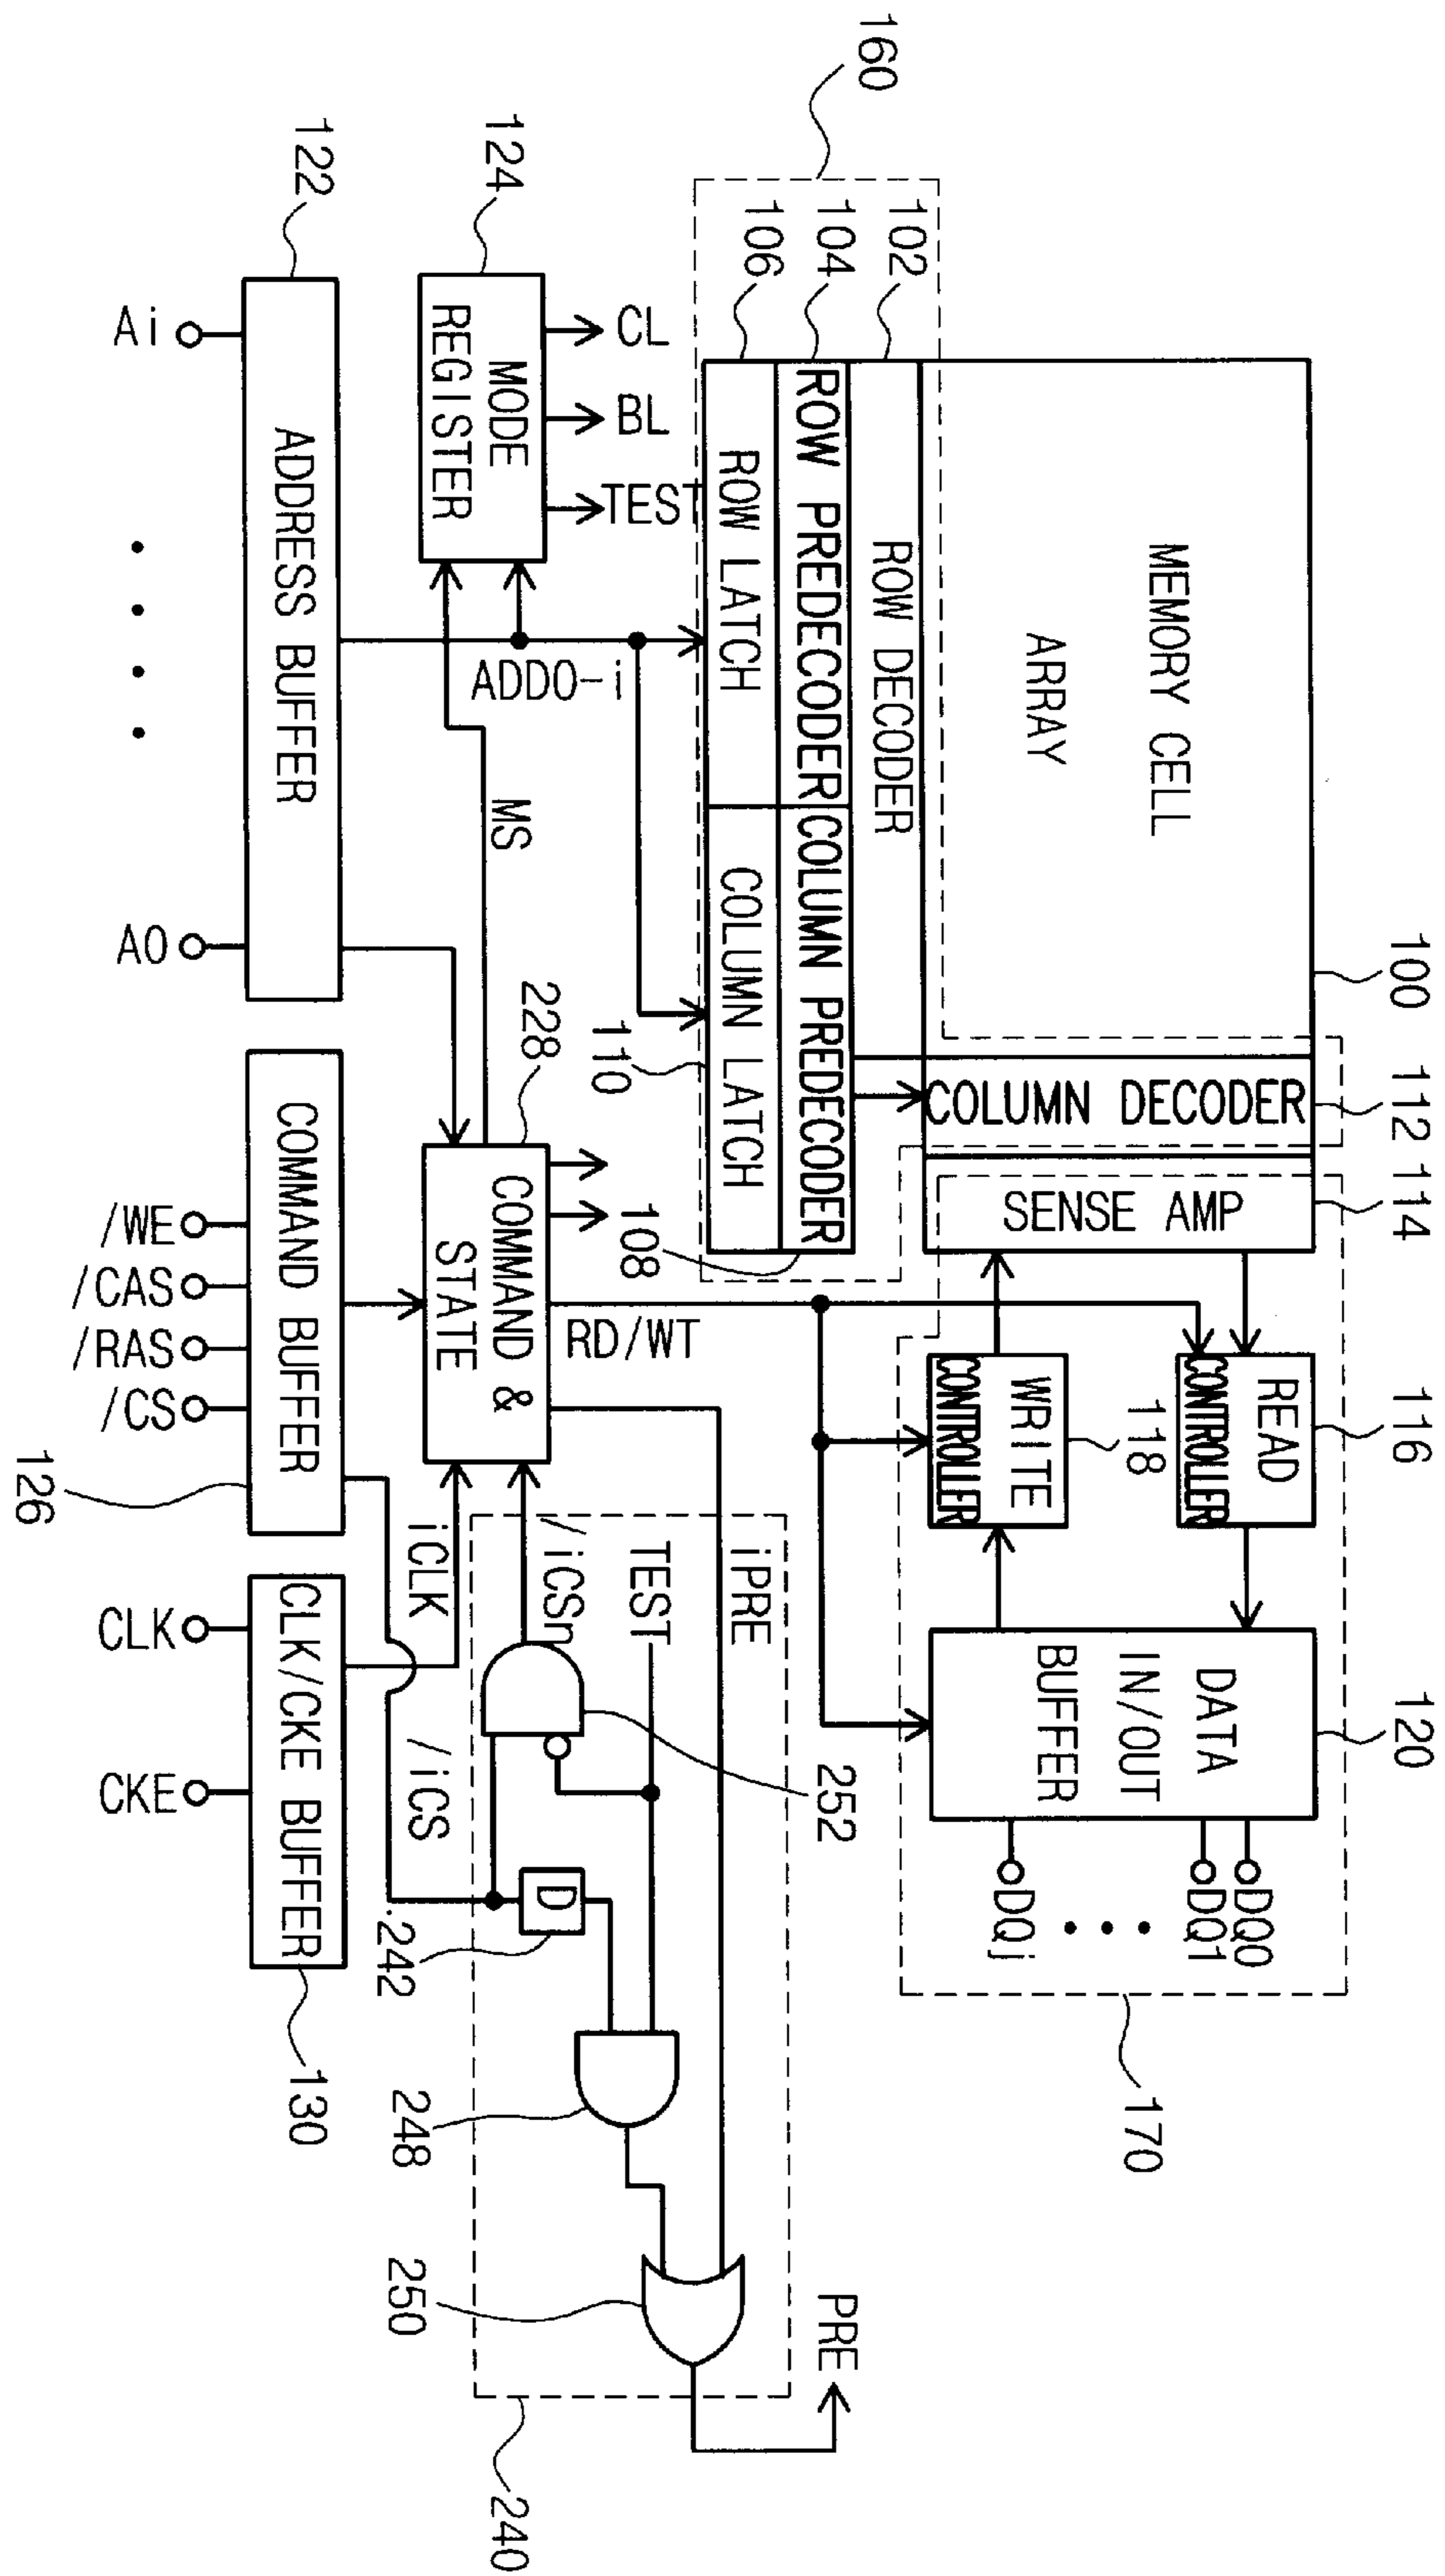 160
102
104
106
124
122
MEMORY CELL
ARRAY
100
ROW DECODER
ROW PREDECODER
COLUMN PREDECODER
ROW LATCH
COLUMN LATCH
COLUMN DECODER
112
SENSE AMP
114
110
108
READ
CONTROLLER
116
WRITE
CONTROLLER
118
DATA
IN/OUT
BUFFER
120
DQ0
DQ1
DQj
170
CL
BL
TEST
MODE
REGISTER
ADD0-i
MS
228
COMMAND &
STATE
RD/WT
iPRE
TEST
/iCSn
iCLK
/iCS
252
D
242
248
250
PRE
240
ADDRESS BUFFER
Ai
A0
COMMAND BUFFER
/WE
/CAS
/RAS
/CS
126
CLK/CKE BUFFER
CLK
CKE
130